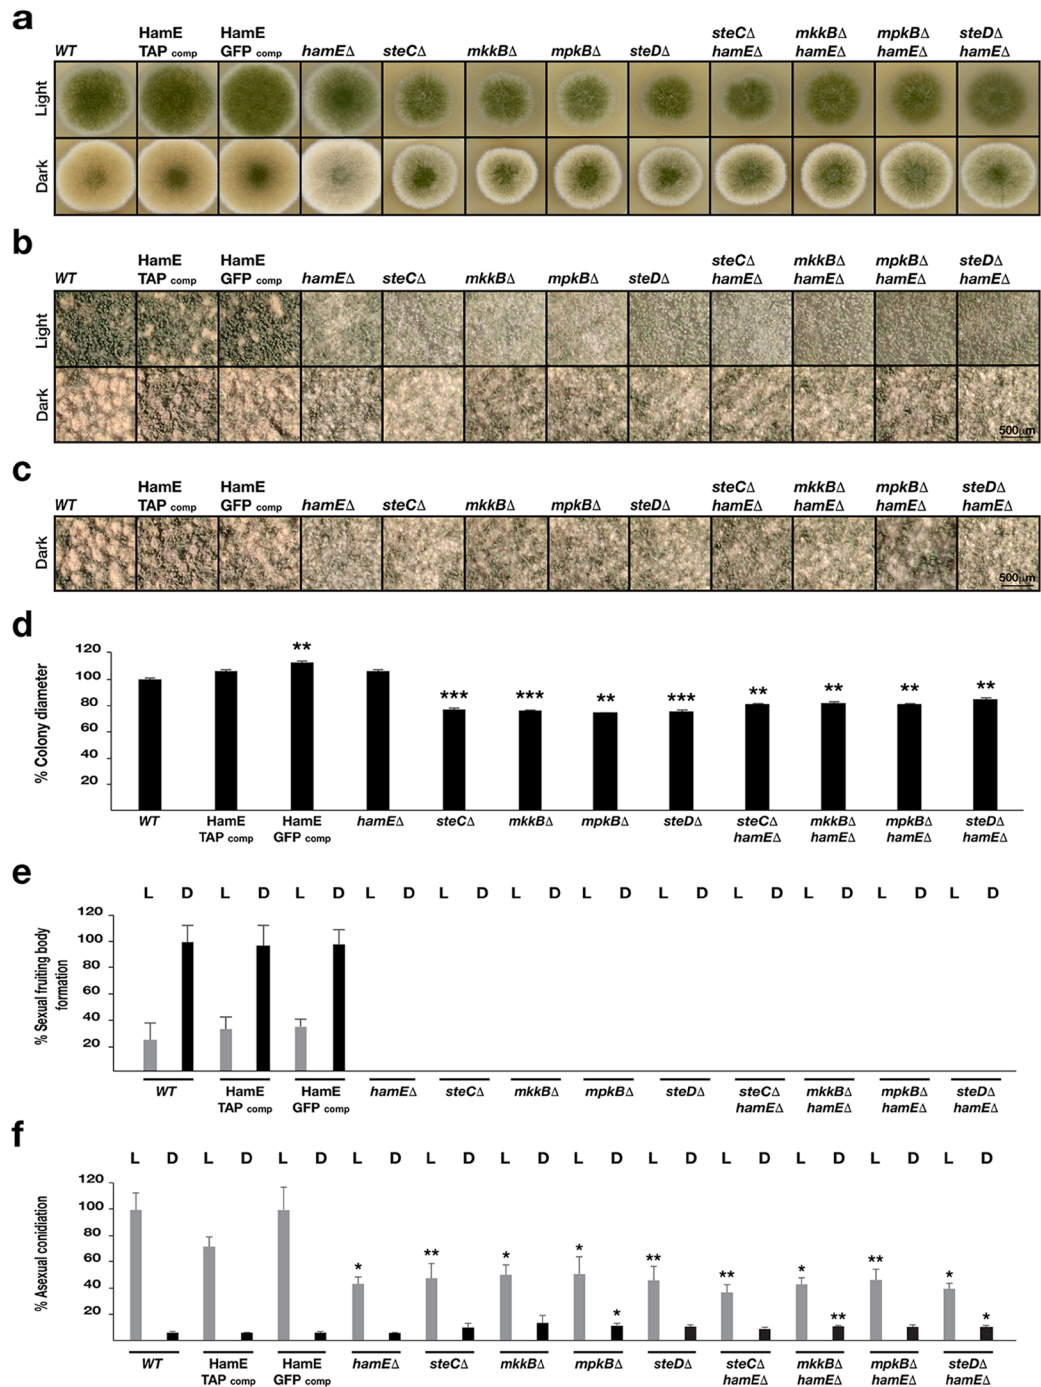 a
WT HamE TAP comp HamE GFP comp hamEΔ steCΔ mkkBΔ mpkBΔ steDΔ steCΔ hamEΔ mkkBΔ hamEΔ mpkBΔ hamEΔ steDΔ hamEΔ
Light
Dark
b
WT HamE TAP comp HamE GFP comp hamEΔ steCΔ mkkBΔ mpkBΔ steDΔ steCΔ hamEΔ mkkBΔ hamEΔ mpkBΔ hamEΔ steDΔ hamEΔ
Light
Dark
500μm
c
WT HamE TAP comp HamE GFP comp hamEΔ steCΔ mkkBΔ mpkBΔ steDΔ steCΔ hamEΔ mkkBΔ hamEΔ mpkBΔ hamEΔ steDΔ hamEΔ
Dark
500μm
d
% Colony diameter
120
100
80
60
40
20
** *** *** ** *** ** ** ** **
WT HamE TAP comp HamE GFP comp hamEΔ steCΔ mkkBΔ mpkBΔ steDΔ steCΔ hamEΔ mkkBΔ hamEΔ mpkBΔ hamEΔ steDΔ hamEΔ
e
L D L D L D L D L D L D L D L D L D L D L D L D
% Sexual fruiting body
formation
120
100
80
60
40
20
WT HamE TAP comp HamE GFP comp hamEΔ steCΔ mkkBΔ mpkBΔ steDΔ steCΔ hamEΔ mkkBΔ hamEΔ mpkBΔ hamEΔ steDΔ hamEΔ
f
L D L D L D L D L D L D L D L D L D L D L D L D
% Asexual conidiation
120
100
80
60
40
20
* ** * * * ** ** * ** ** * *
WT HamE TAP comp HamE GFP comp hamEΔ steCΔ mkkBΔ mpkBΔ steDΔ steCΔ hamEΔ mkkBΔ hamEΔ mpkBΔ hamEΔ steDΔ hamEΔ